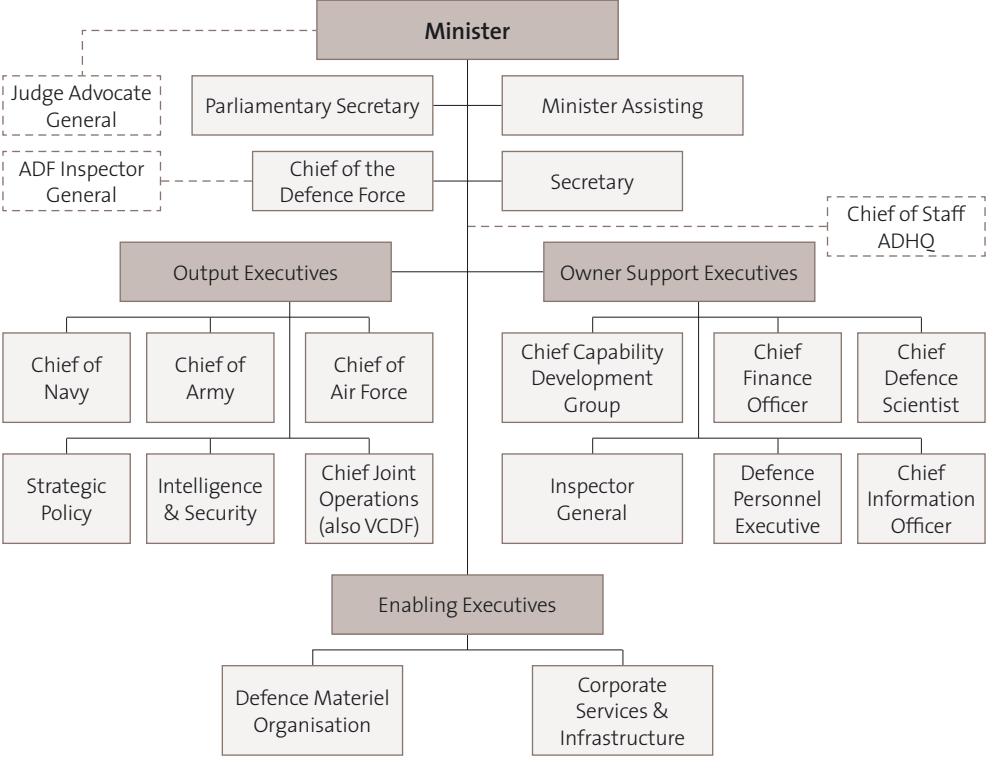 Minister
Judge Advocate
General
Parliamentary Secretary
Minister Assisting
ADF Inspector
General
Chief of the
Defence Force
Secretary
Chief of Staff
ADHQ
Output Executives
Owner Support Executives
Chief of
Navy
Chief of
Army
Chief of
Air Force
Chief Capability
Development
Group
Chief
Finance
Officer
Chief
Defence
Scientist
Strategic
Policy
Intelligence
& Security
Chief Joint
Operations
(also VCDF)
Inspector
General
Defence
Personnel
Executive
Chief
Information
Officer
Enabling Executives
Defence Materiel
Organisation
Corporate
Services &
Infrastructure